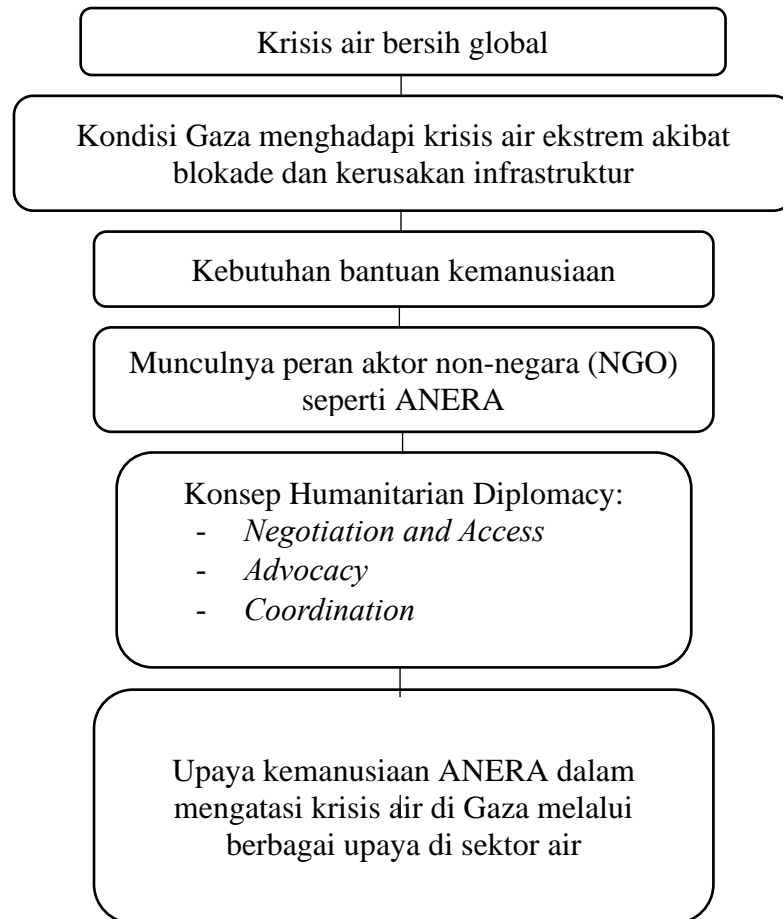 Krisis air bersih global
Kondisi Gaza menghadapi krisis air ekstrem akibat
blokade dan kerusakan infrastruktur
Kebutuhan bantuan kemanusiaan
Munculnya peran aktor non-negara (NGO)
seperti ANERA
Konsep Humanitarian Diplomacy:
- Negotiation and Access
- Advocacy
- Coordination
Upaya kemanusiaan ANERA dalam
mengatasi krisis air di Gaza melalui
berbagai upaya di sektor air